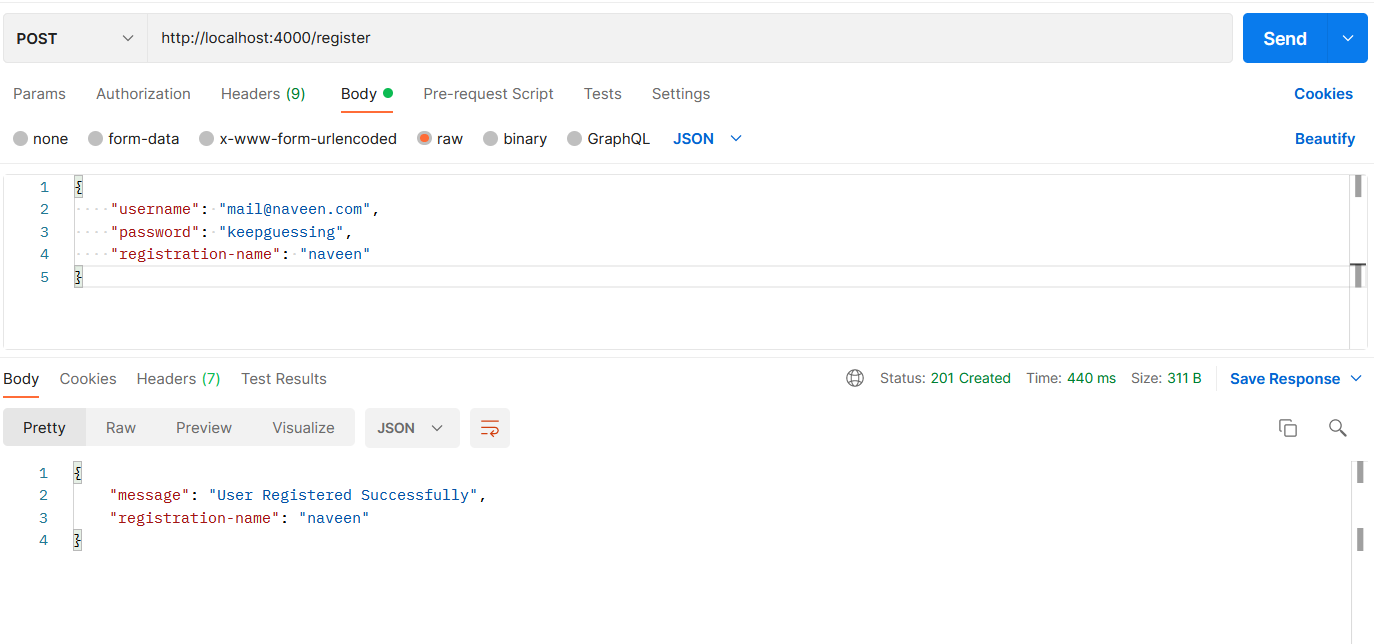 POST http://localhost:4000/register Send
Params Authorization Headers (9) Body Pre-request Script Tests Settings Cookies
none form-data x-www-form-urlencoded raw binary GraphQL JSON Beautify
1 {
2 "username": "mail@naveen.com",
3 "password": "keepguessing",
4 "registration-name": "naveen"
5 }
Body Cookies Headers (7) Test Results Status: 201 Created Time: 440 ms Size: 311 B Save Response
Pretty Raw Preview Visualize JSON
1 {
2 "message": "User Registered Successfully",
3 "registration-name": "naveen"
4 }